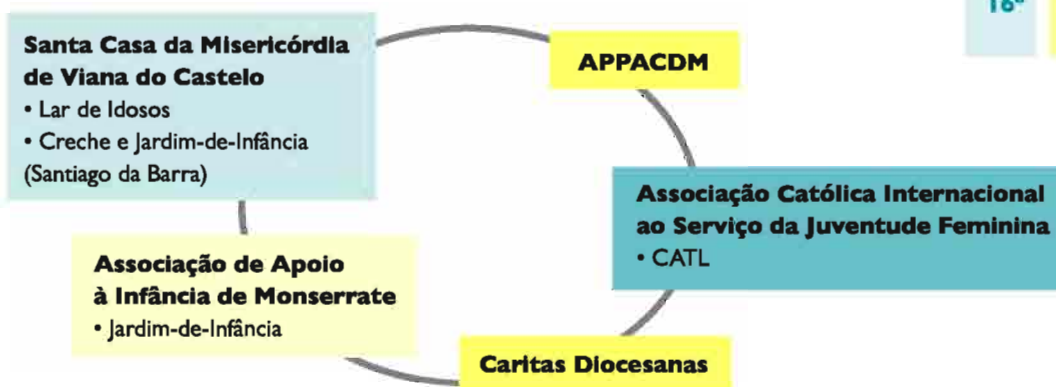 16ª
Santa Casa da Misericórdia
de Viana do Castelo
• Lar de Idosos
• Creche e Jardim-de-Infância
(Santiago da Barra)
APPACDM
Associação Católica Internacional
ao Serviço da Juventude Feminina
• CATL
Associação de Apoio
à Infância de Monserrate
• Jardim-de-Infância
Caritas Diocesanas